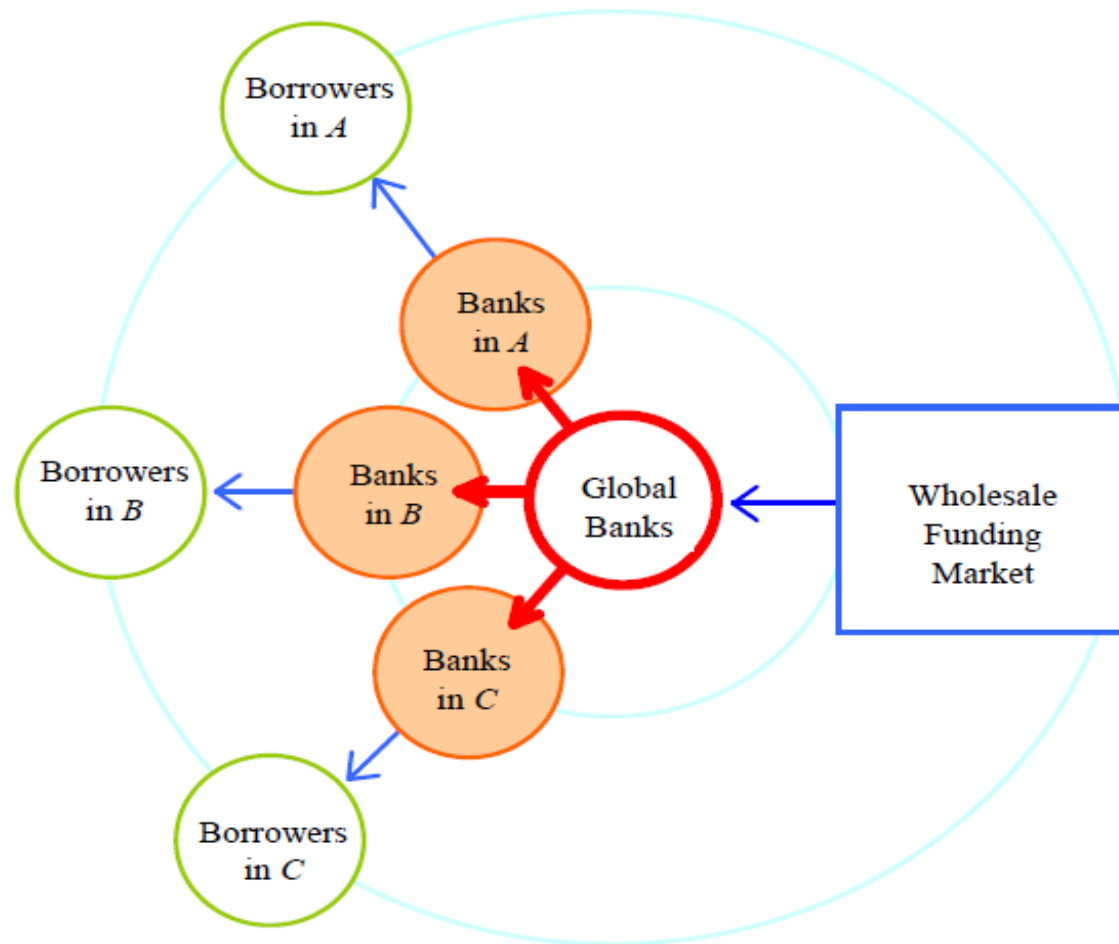 Borrowers
in A
Banks
in A
Borrowers
in B
Banks
in B
Global
Banks
Wholesale
Funding
Market
Banks
in C
Borrowers
in C